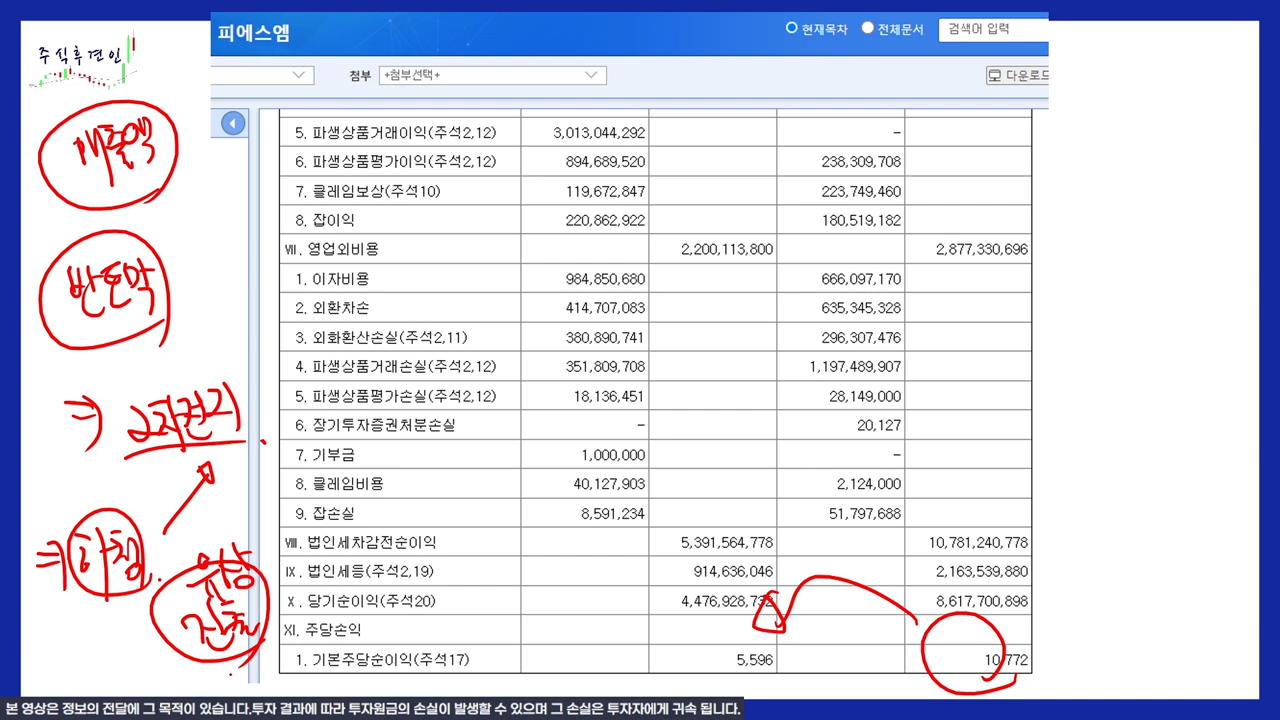 주식후견인
피에스엠
현재목차 전체문서 검색어 입력
첨부 +첨부선택+ 다운로드
매출액
반토막
⇒ 2차전지
⇒ 하청
유상
5. 파생상품거래이익(주석2,12) 3,013,044,292 -
6. 파생상품평가이익(주석2,12) 894,689,520 238,309,708
7. 클레임보상(주석10) 119,672,847 223,749,460
8. 잡이익 220,862,922 180,519,182
Ⅶ. 영업외비용 2,200,113,800 2,877,330,696
1. 이자비용 984,850,680 666,097,170
2. 외환차손 414,707,083 635,345,328
3. 외화환산손실(주석2,11) 380,890,741 296,307,476
4. 파생상품거래손실(주석2,12) 351,809,708 1,197,489,907
5. 파생상품평가손실(주석2,12) 18,136,451 28,149,000
6. 장기투자증권처분손실 - 20,127
7. 기부금 1,000,000 -
8. 클레임비용 40,127,903 2,124,000
9. 잡손실 8,591,234 51,797,688
Ⅷ. 법인세차감전순이익 5,391,564,778 10,781,240,778
Ⅸ. 법인세등(주석2,19) 914,636,046 2,163,539,880
Ⅹ. 당기순이익(주석20) 4,476,928,732 8,617,700,898
ⅩⅠ. 주당손익
1. 기본주당순이익(주석17) 5,596 10,772
본 영상은 정보의 전달에 그 목적이 있습니다.투자 결과에 따라 투자원금의 손실이 발생할 수 있으며 그 손실은 투자자에게 귀속 됩니다.